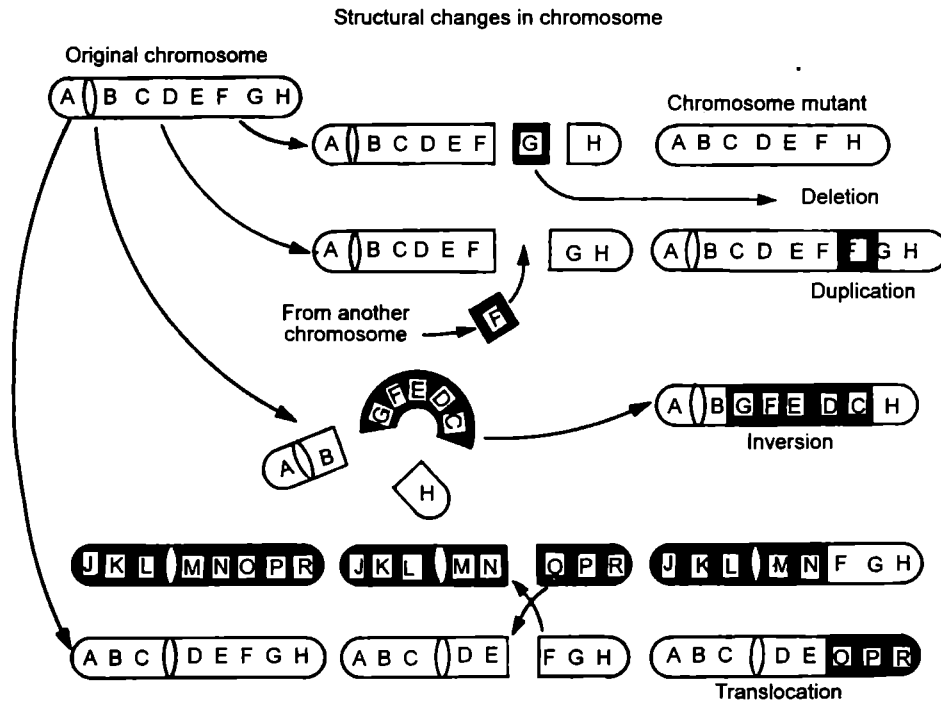 Structural changes in chromosome
Original chromosome
A B C D E F G H
Chromosome mutant
A B C D E F G H
A B C D E F H
Deletion
A B C D E F G H
A B C D E F F G H
Duplication
From another
chromosome
F
G F E D C
A B
H
A B G F E D C H
Inversion
J K L M N O P R
J K L M N O P R
J K L M N F G H
A B C D E F G H
A B C D E F G H
A B C D E O P R
Translocation